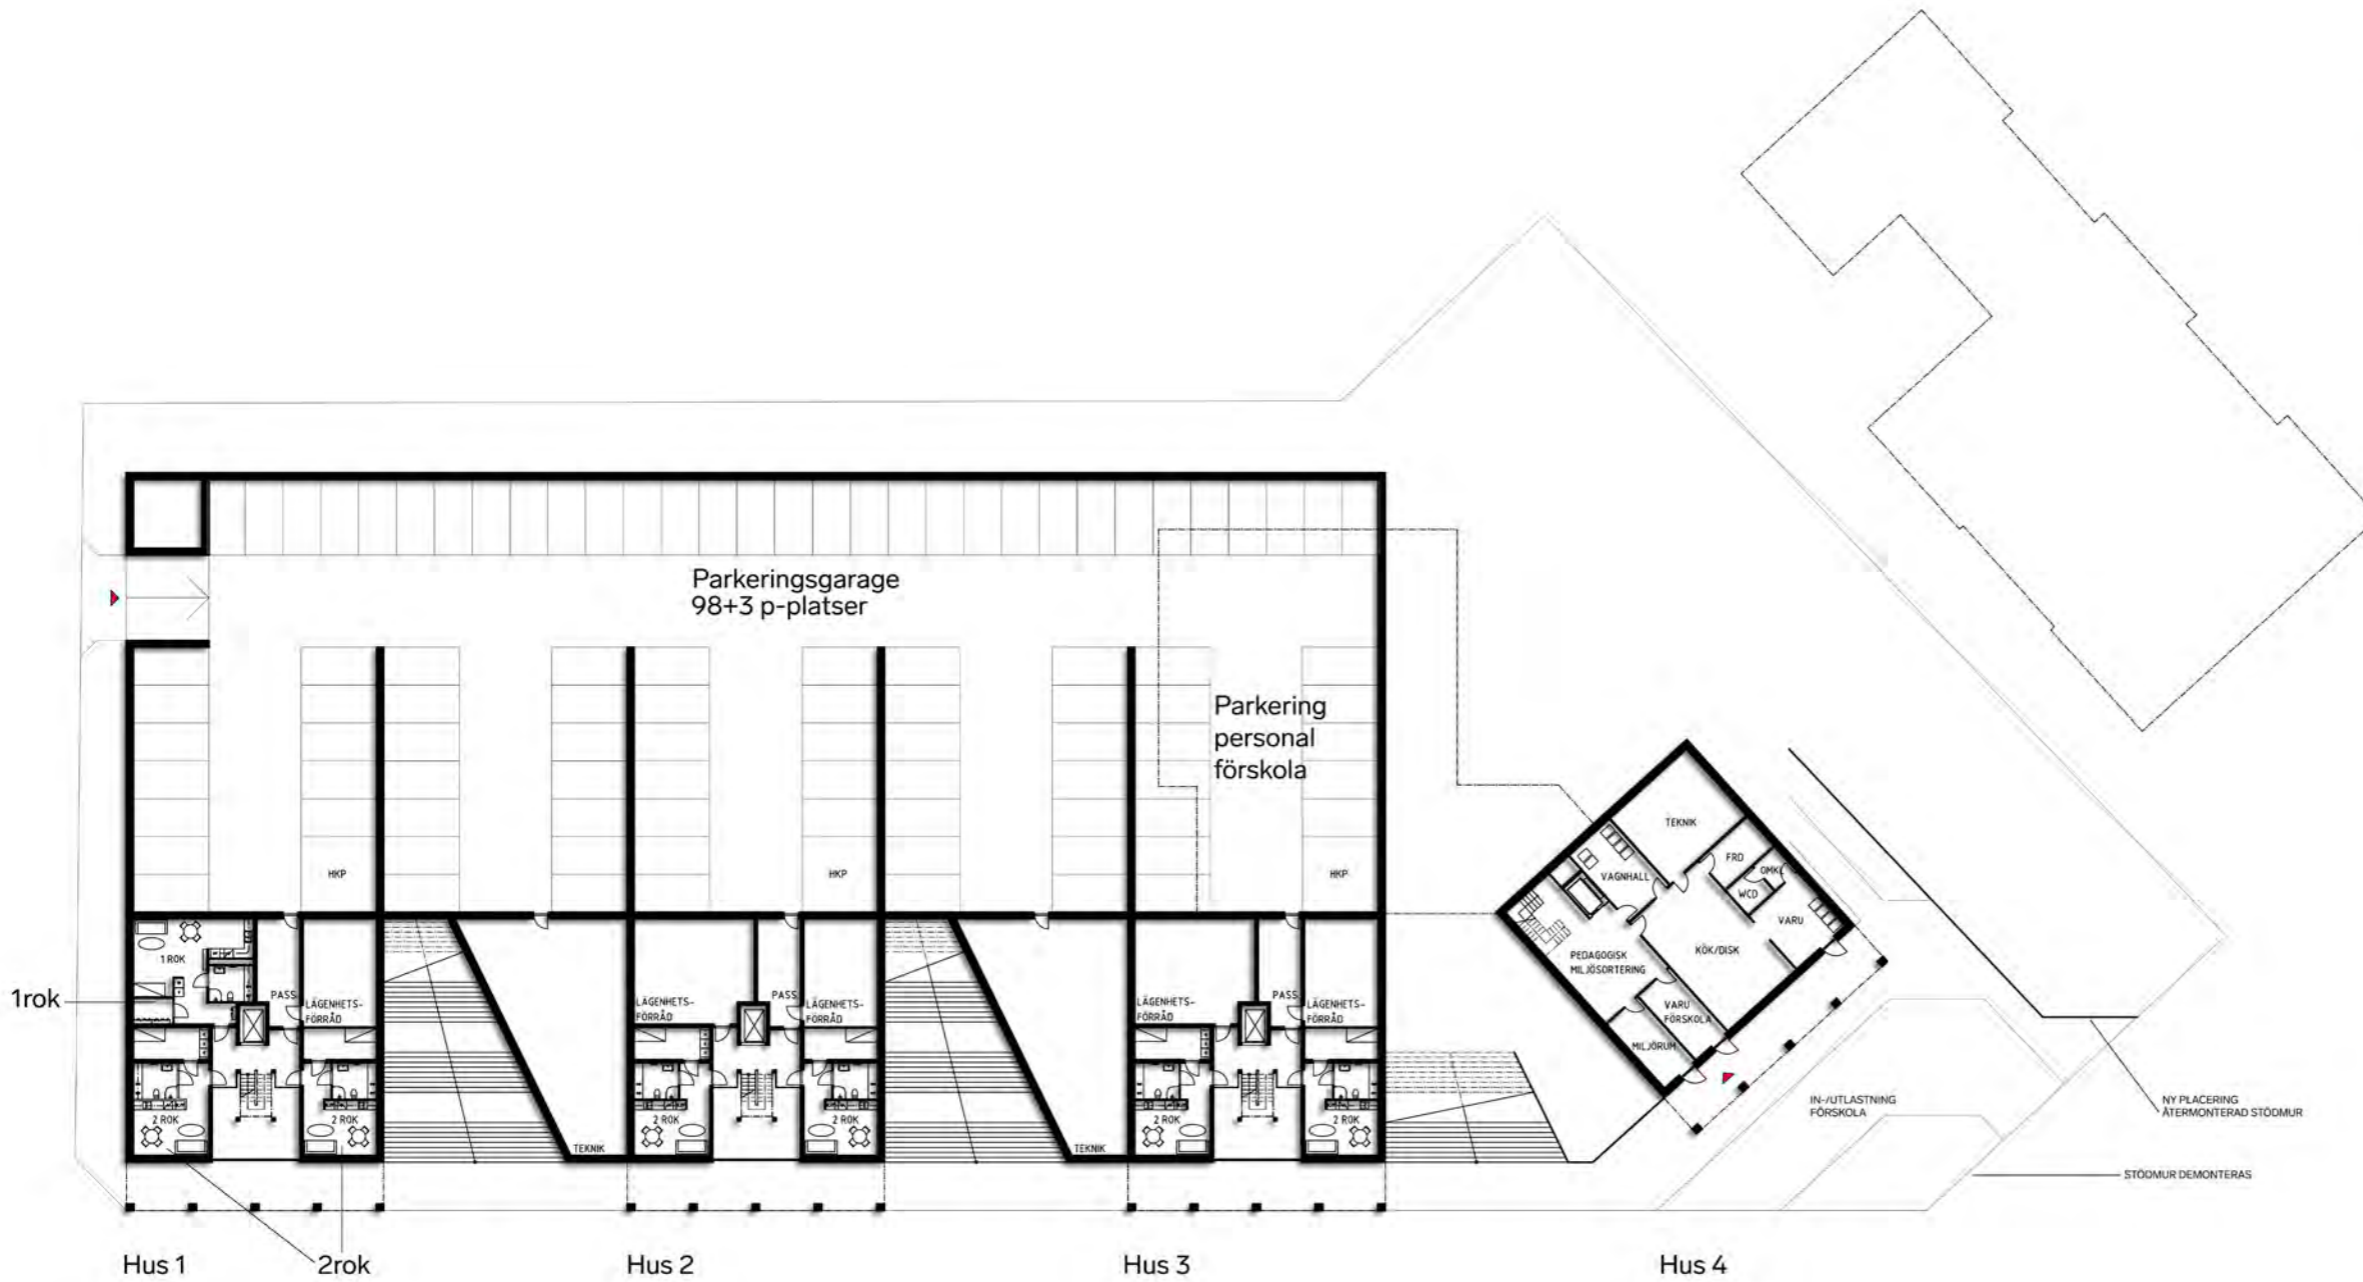 Parkeringsgarage
98+3 p-platser
Parkering
personal
förskola
HKP
HKP
HKP
TEKNIK
FRD
OMKL
VAGNHALL
WCD
VARU
KÖK/DISK
PEDAGOGISK
MILJÖSORTERING
VARU
FÖRSKOLA
MILJÖRUM
1 ROK
1rok
PASS
LÄGENHETS-
FÖRRÅD
LÄGENHETS-
FÖRRÅD
PASS
LÄGENHETS-
FÖRRÅD
LÄGENHETS-
FÖRRÅD
PASS
LÄGENHETS-
FÖRRÅD
2 ROK
2 ROK
TEKNIK
2 ROK
2 ROK
TEKNIK
2 ROK
2 ROK
IN-/UTLASTNING
FÖRSKOLA
NY PLACERING
ÅTERMONTERAD STÖDMUR
STÖDMUR DEMONTERAS
Hus 1
2rok
Hus 2
Hus 3
Hus 4